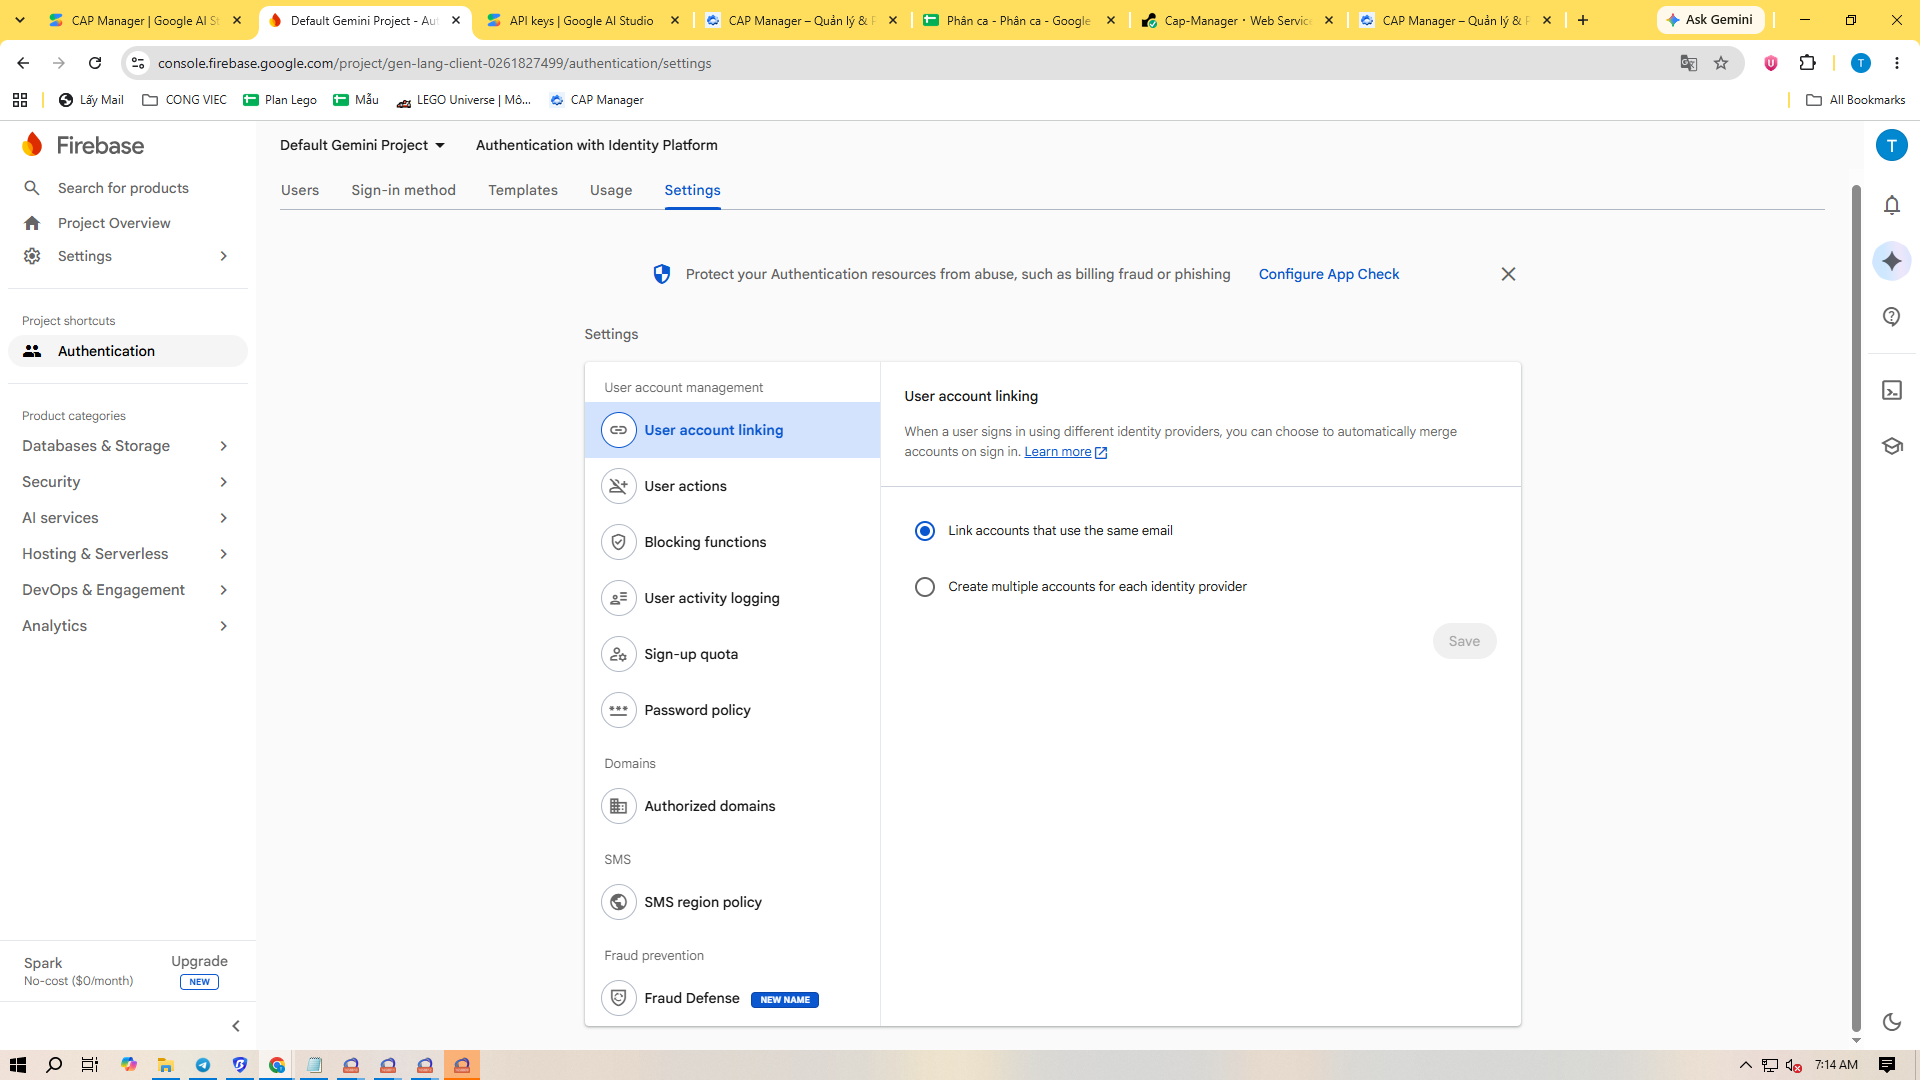 CAP Manager | Google AI St
Default Gemini Project - Aut
API keys | Google AI Studio
CAP Manager – Quản lý & P
Phân ca - Phân ca - Google
Cap-Manager · Web Service
CAP Manager – Quản lý & P
Ask Gemini
console.firebase.google.com/project/gen-lang-client-0261827499/authentication/settings
T
Lấy Mail
CONG VIEC
Plan Lego
Mẫu
LEGO Universe | Mô...
CAP Manager
All Bookmarks
Firebase
Default Gemini Project
Authentication with Identity Platform
T
Search for products
Users
Sign-in method
Templates
Usage
Settings
Project Overview
Settings
Protect your Authentication resources from abuse, such as billing fraud or phishing
Configure App Check
Project shortcuts
Authentication
Product categories
Databases & Storage
Security
AI services
Hosting & Serverless
DevOps & Engagement
Analytics
Spark
No-cost ($0/month)
Upgrade
NEW
Settings
User account management
User account linking
User actions
Blocking functions
User activity logging
Sign-up quota
Password policy
Domains
Authorized domains
SMS
SMS region policy
Fraud prevention
Fraud Defense
NEW NAME
User account linking
When a user signs in using different identity providers, you can choose to automatically merge
accounts on sign in. Learn more
Link accounts that use the same email
Create multiple accounts for each identity provider
Save
7:14 AM